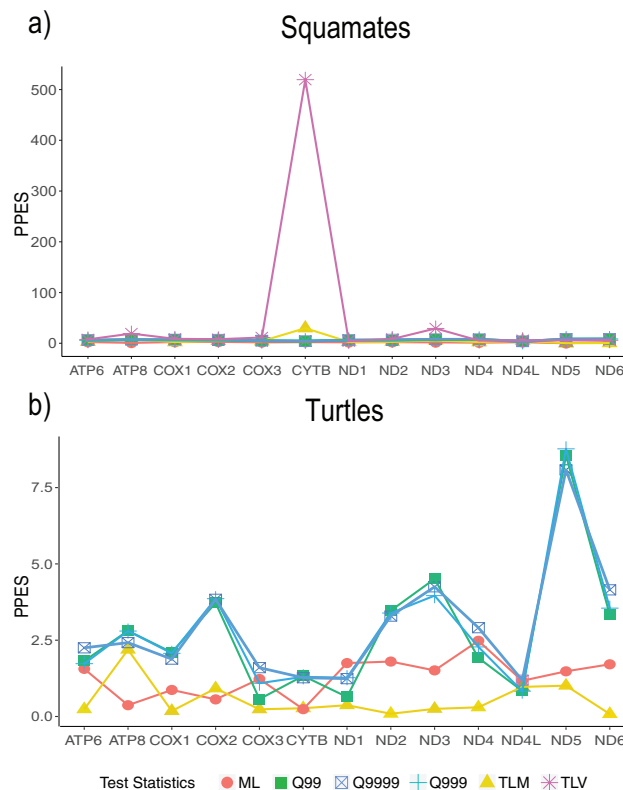 a) Squamates
500
400
300
200
100
0
PPES
ATP6 ATP8 COX1 COX2 COX3 CYTB ND1 ND2 ND3 ND4 ND4L ND5 ND6
b) Turtles
7.5
5.0
2.5
0.0
PPES
ATP6 ATP8 COX1 COX2 COX3 CYTB ND1 ND2 ND3 ND4 ND4L ND5 ND6
Test Statistics ML Q99 Q9999 Q999 TLM TLV